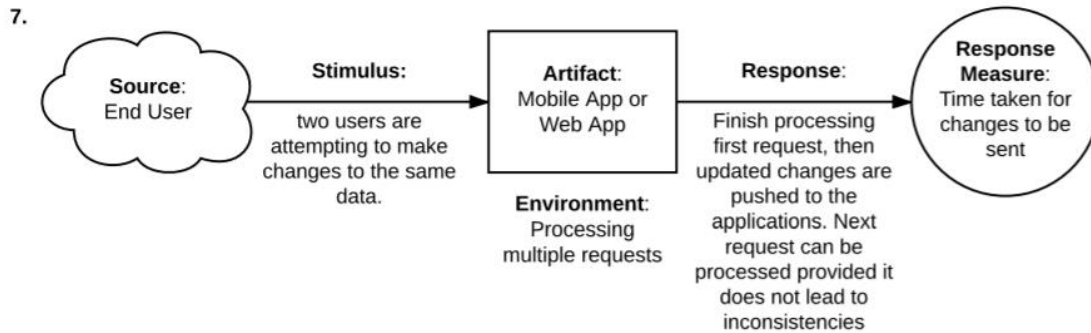 7.
Source:
End User
Stimulus:
two users are
attempting to make
changes to the same
data.
Artifact:
Mobile App or
Web App
Environment:
Processing
multiple requests
Response:
Finish processing
first request, then
updated changes are
pushed to the
applications. Next
request can be
processed provided it
does not lead to
inconsistencies
Response
Measure:
Time taken for
changes to be
sent